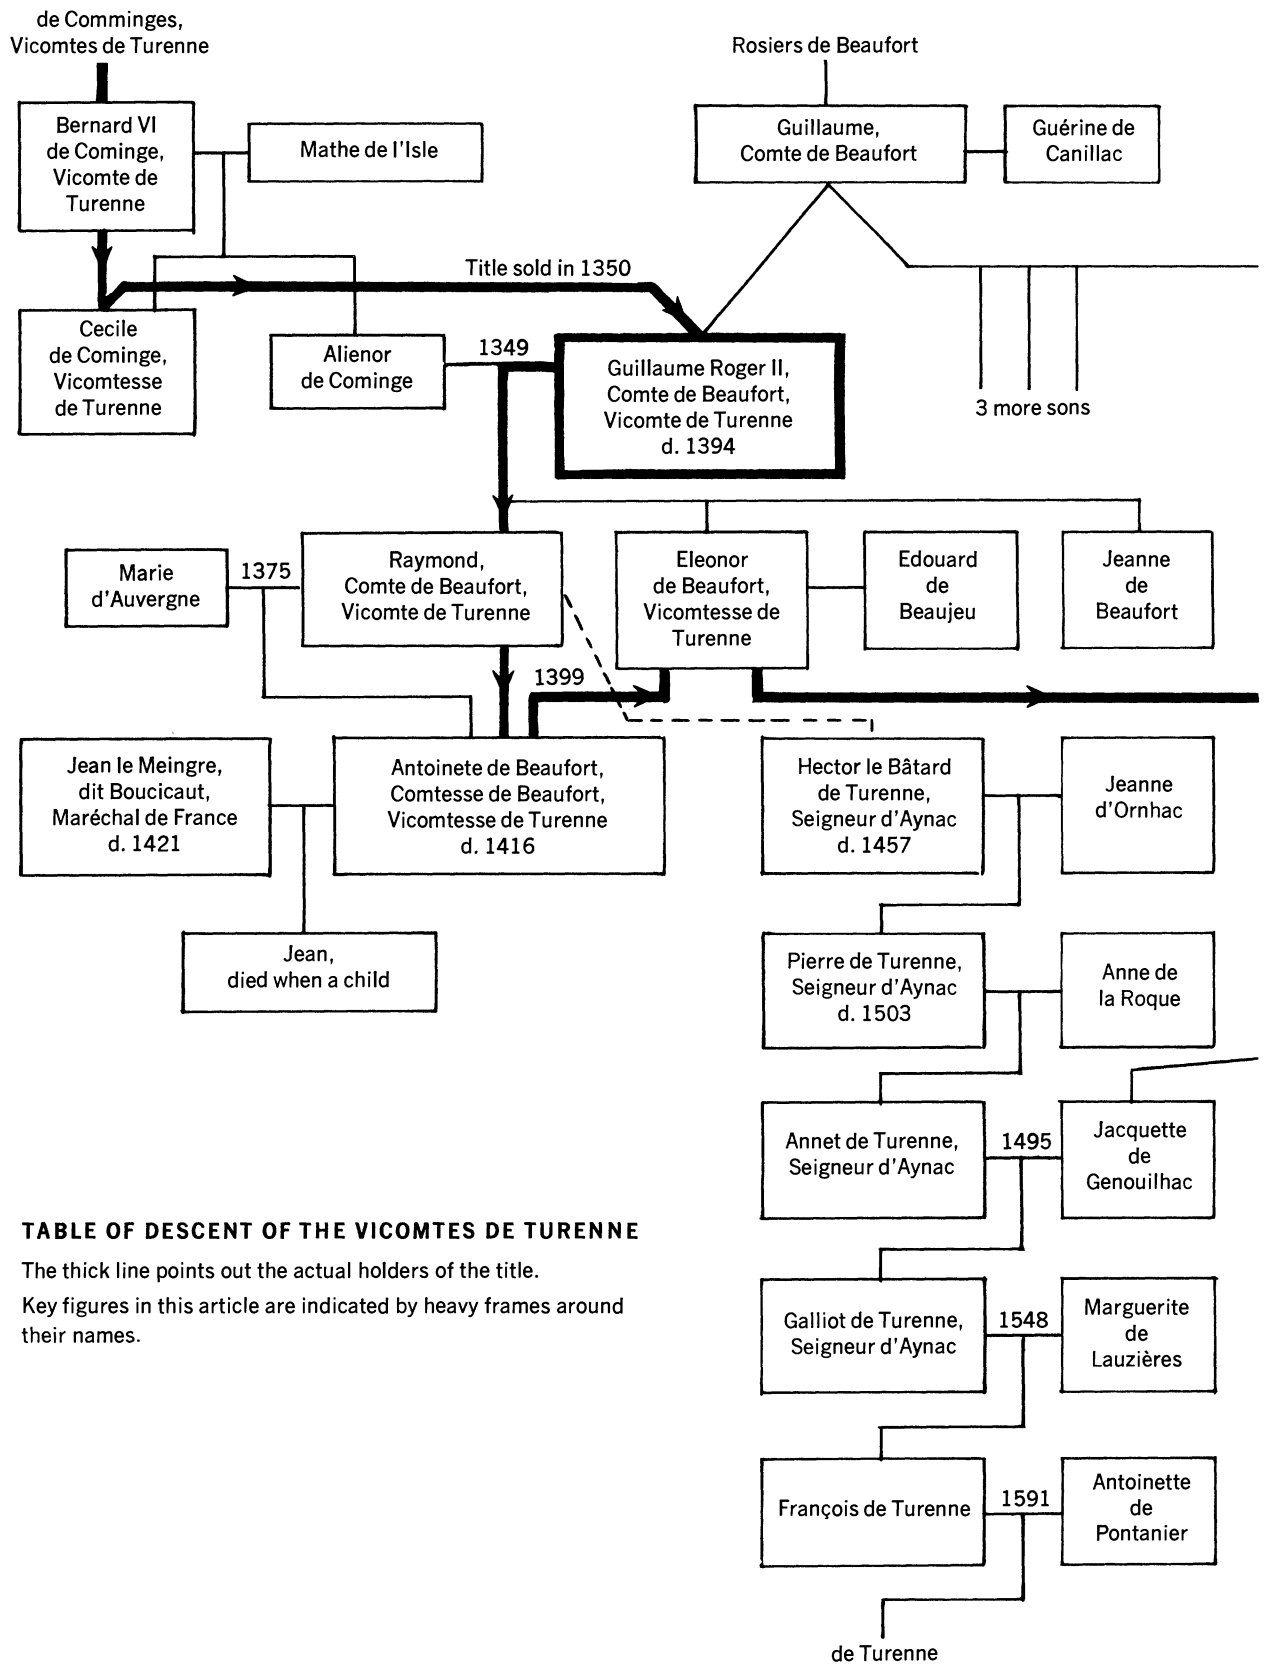 de Comminges,
Vicomtes de Turenne
Rosiers de Beaufort
Bernard VI
de Cominge,
Vicomte de
Turenne
Mathe de l'Isle
Guillaume,
Comte de Beaufort
Guérine de
Canillac
Title sold in 1350
Cecile
de Cominge,
Vicomtesse
de Turenne
Alienor
de Cominge
1349
Guillaume Roger II,
Comte de Beaufort,
Vicomte de Turenne
d. 1394
3 more sons
Marie
d'Auvergne
1375
Raymond,
Comte de Beaufort,
Vicomte de Turenne
Eleonor
de Beaufort,
Vicomtesse de
Turenne
Edouard
de
Beaujeu
Jeanne
de
Beaufort
1399
Jean le Meingre,
dit Boucicaut,
Maréchal de France
d. 1421
Antoinete de Beaufort,
Comtesse de Beaufort,
Vicomtesse de Turenne
d. 1416
Hector le Bâtard
de Turenne,
Seigneur d'Aynac
d. 1457
Jeanne
d'Ornhac
Jean,
died when a child
Pierre de Turenne,
Seigneur d'Aynac
d. 1503
Anne de
la Roque
Annet de Turenne,
Seigneur d'Aynac
1495
Jacquette
de
Genouilhac
TABLE OF DESCENT OF THE VICOMTES DE TURENNE
The thick line points out the actual holders of the title.
Key figures in this article are indicated by heavy frames around
their names.
Galliot de Turenne,
Seigneur d'Aynac
1548
Marguerite
de
Lauzières
François de Turenne
1591
Antoinette
de
Pontanier
de Turenne